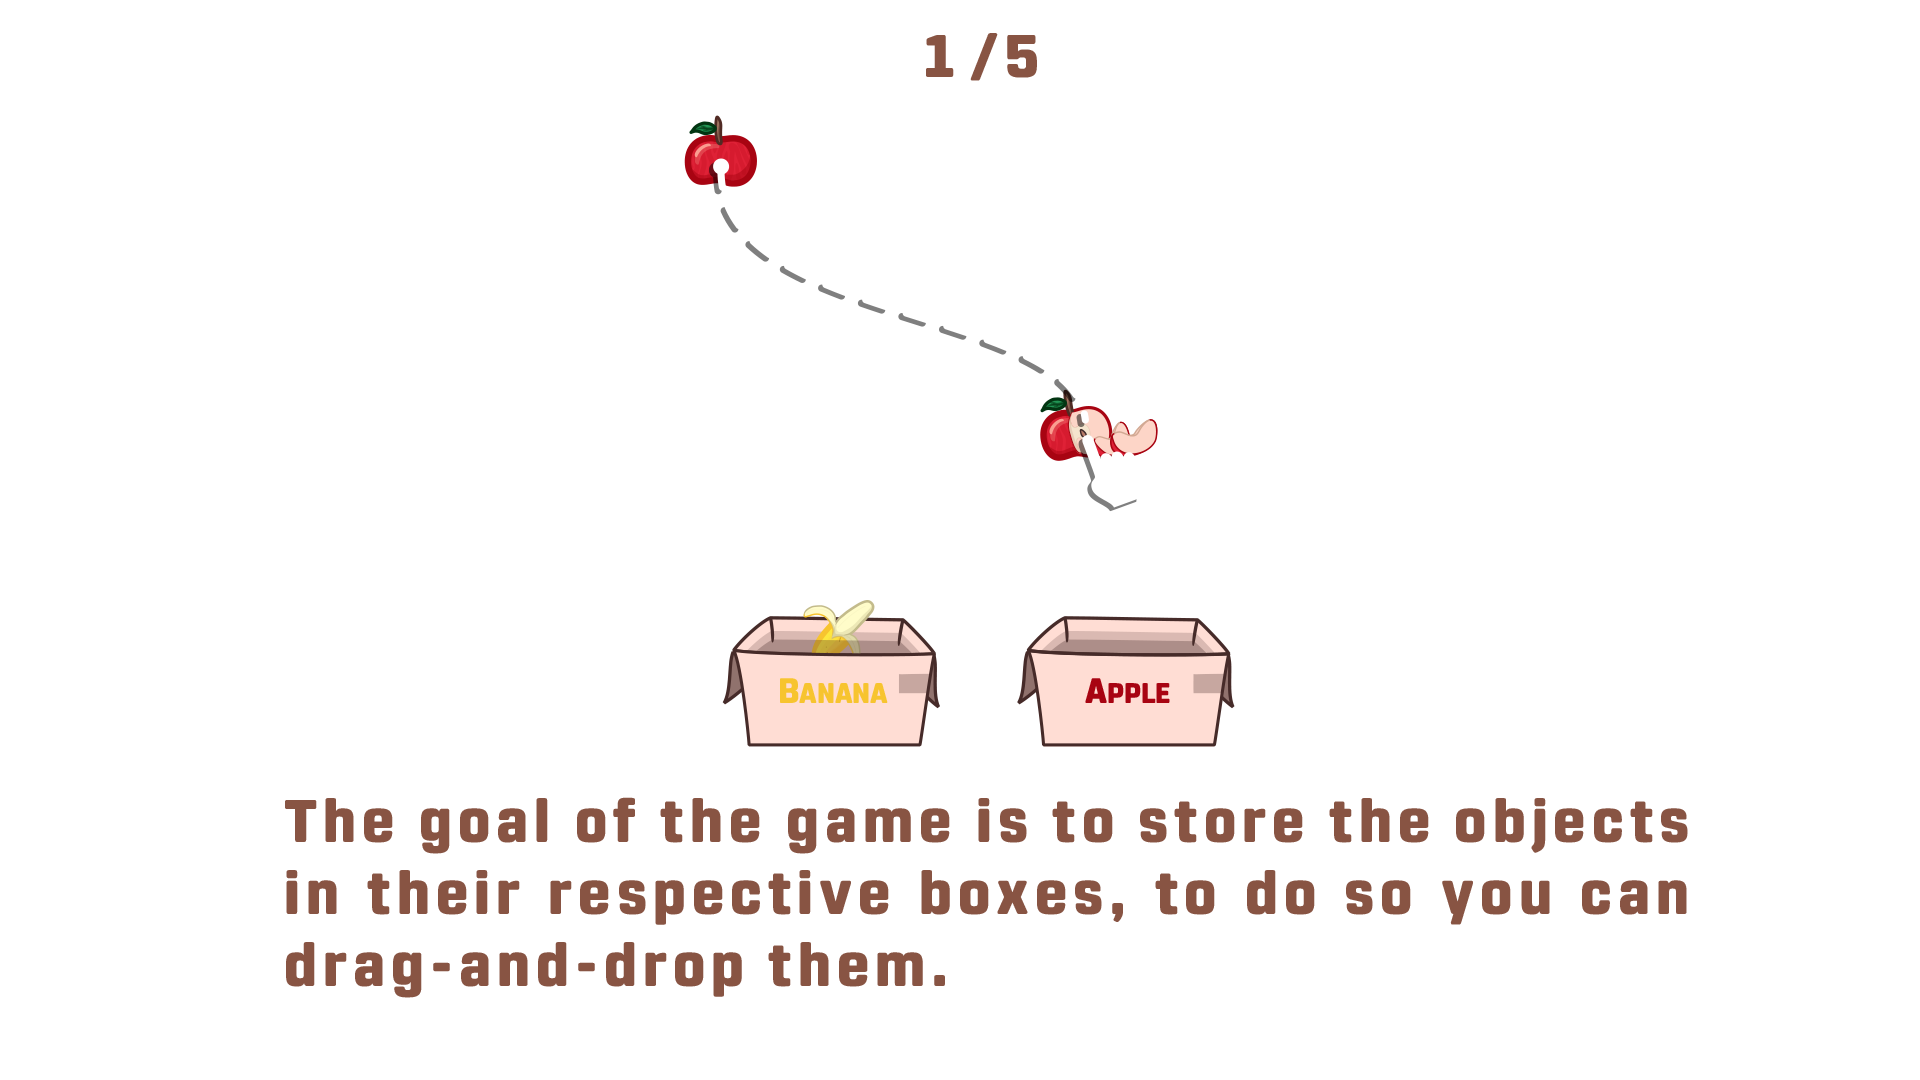 1/5
Banana
Apple
The goal of the game is to store the objects
in their respective boxes, to do so you can
drag-and-drop them.